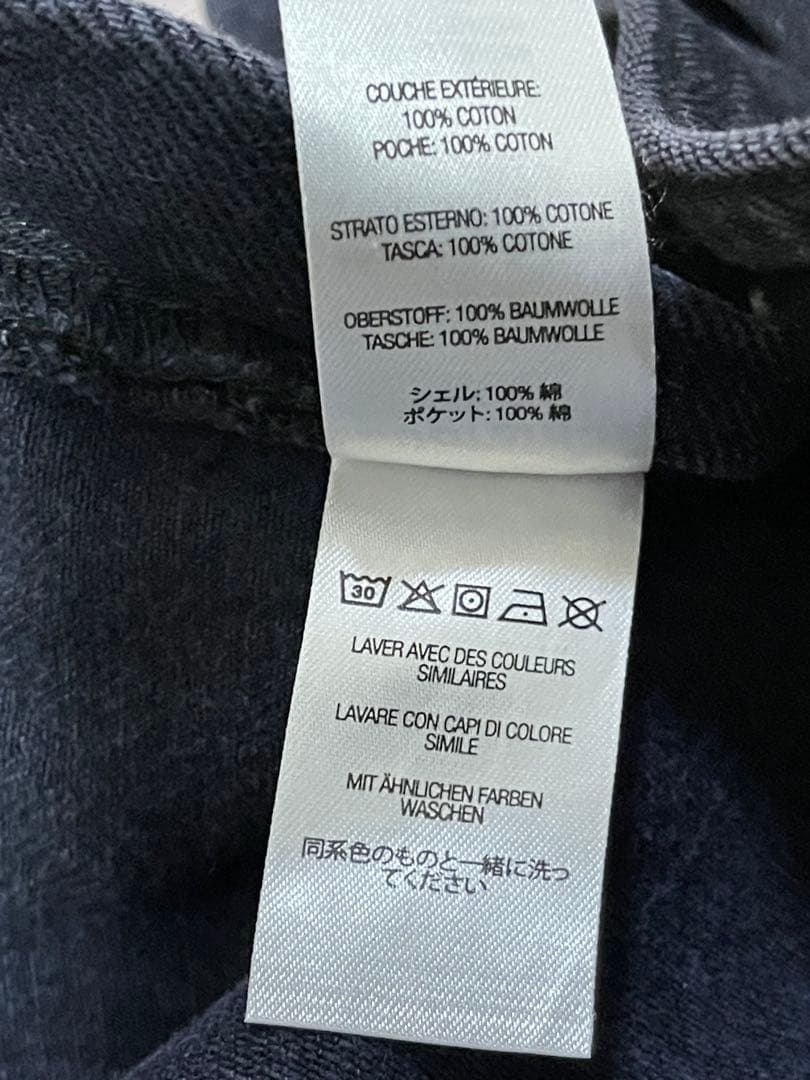 COUCHE EXTÉRIEURE:
100% COTON
POCHE: 100% COTON
STRATO ESTERNO: 100% COTONE
TASCA: 100% COTONE
OBERSTOFF: 100% BAUMWOLLE
TASCHE: 100% BAUMWOLLE
シェル: 100% 綿
ポケット: 100% 綿
30
LAVER AVEC DES COULEURS
SIMILAIRES
LAVARE CON CAPI DI COLORE
SIMILE
MIT ÄHNLICHEN FARBEN
WASCHEN
同系色のものと一緒に洗っ
てください